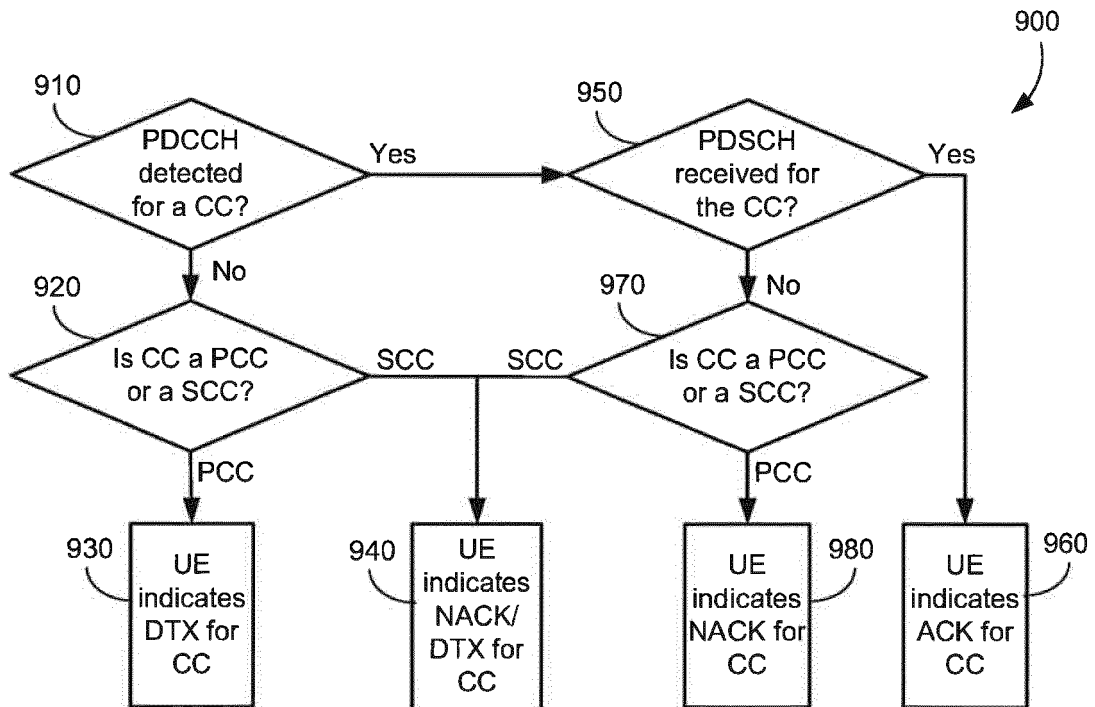 900
910
PDCCH
detected
for a CC?
Yes
950
PDSCH
received for
the CC?
Yes
No
No
920
Is CC a PCC
or a SCC?
SCC
SCC
970
Is CC a PCC
or a SCC?
PCC
PCC
930
UE
indicates
DTX for
CC
940
UE
indicates
NACK/
DTX for
CC
UE
indicates
NACK for
CC
980
UE
indicates
ACK for
CC
960